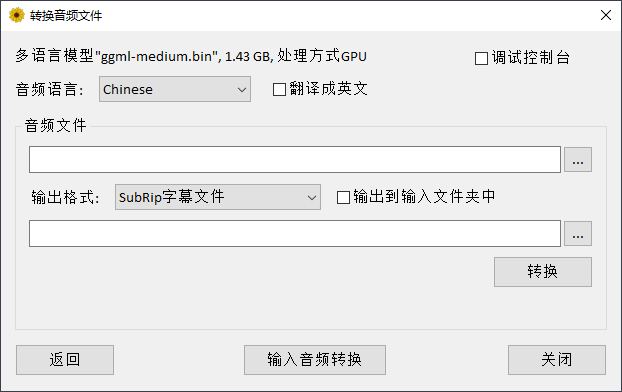 转换音频文件
多语言模型"ggml-medium.bin", 1.43 GB, 处理方式GPU
调试控制台
音频语言: Chinese 翻译成英文
音频文件
...
输出格式: SubRip字幕文件 输出到输入文件夹中
...
转换
返回 输入音频转换 关闭